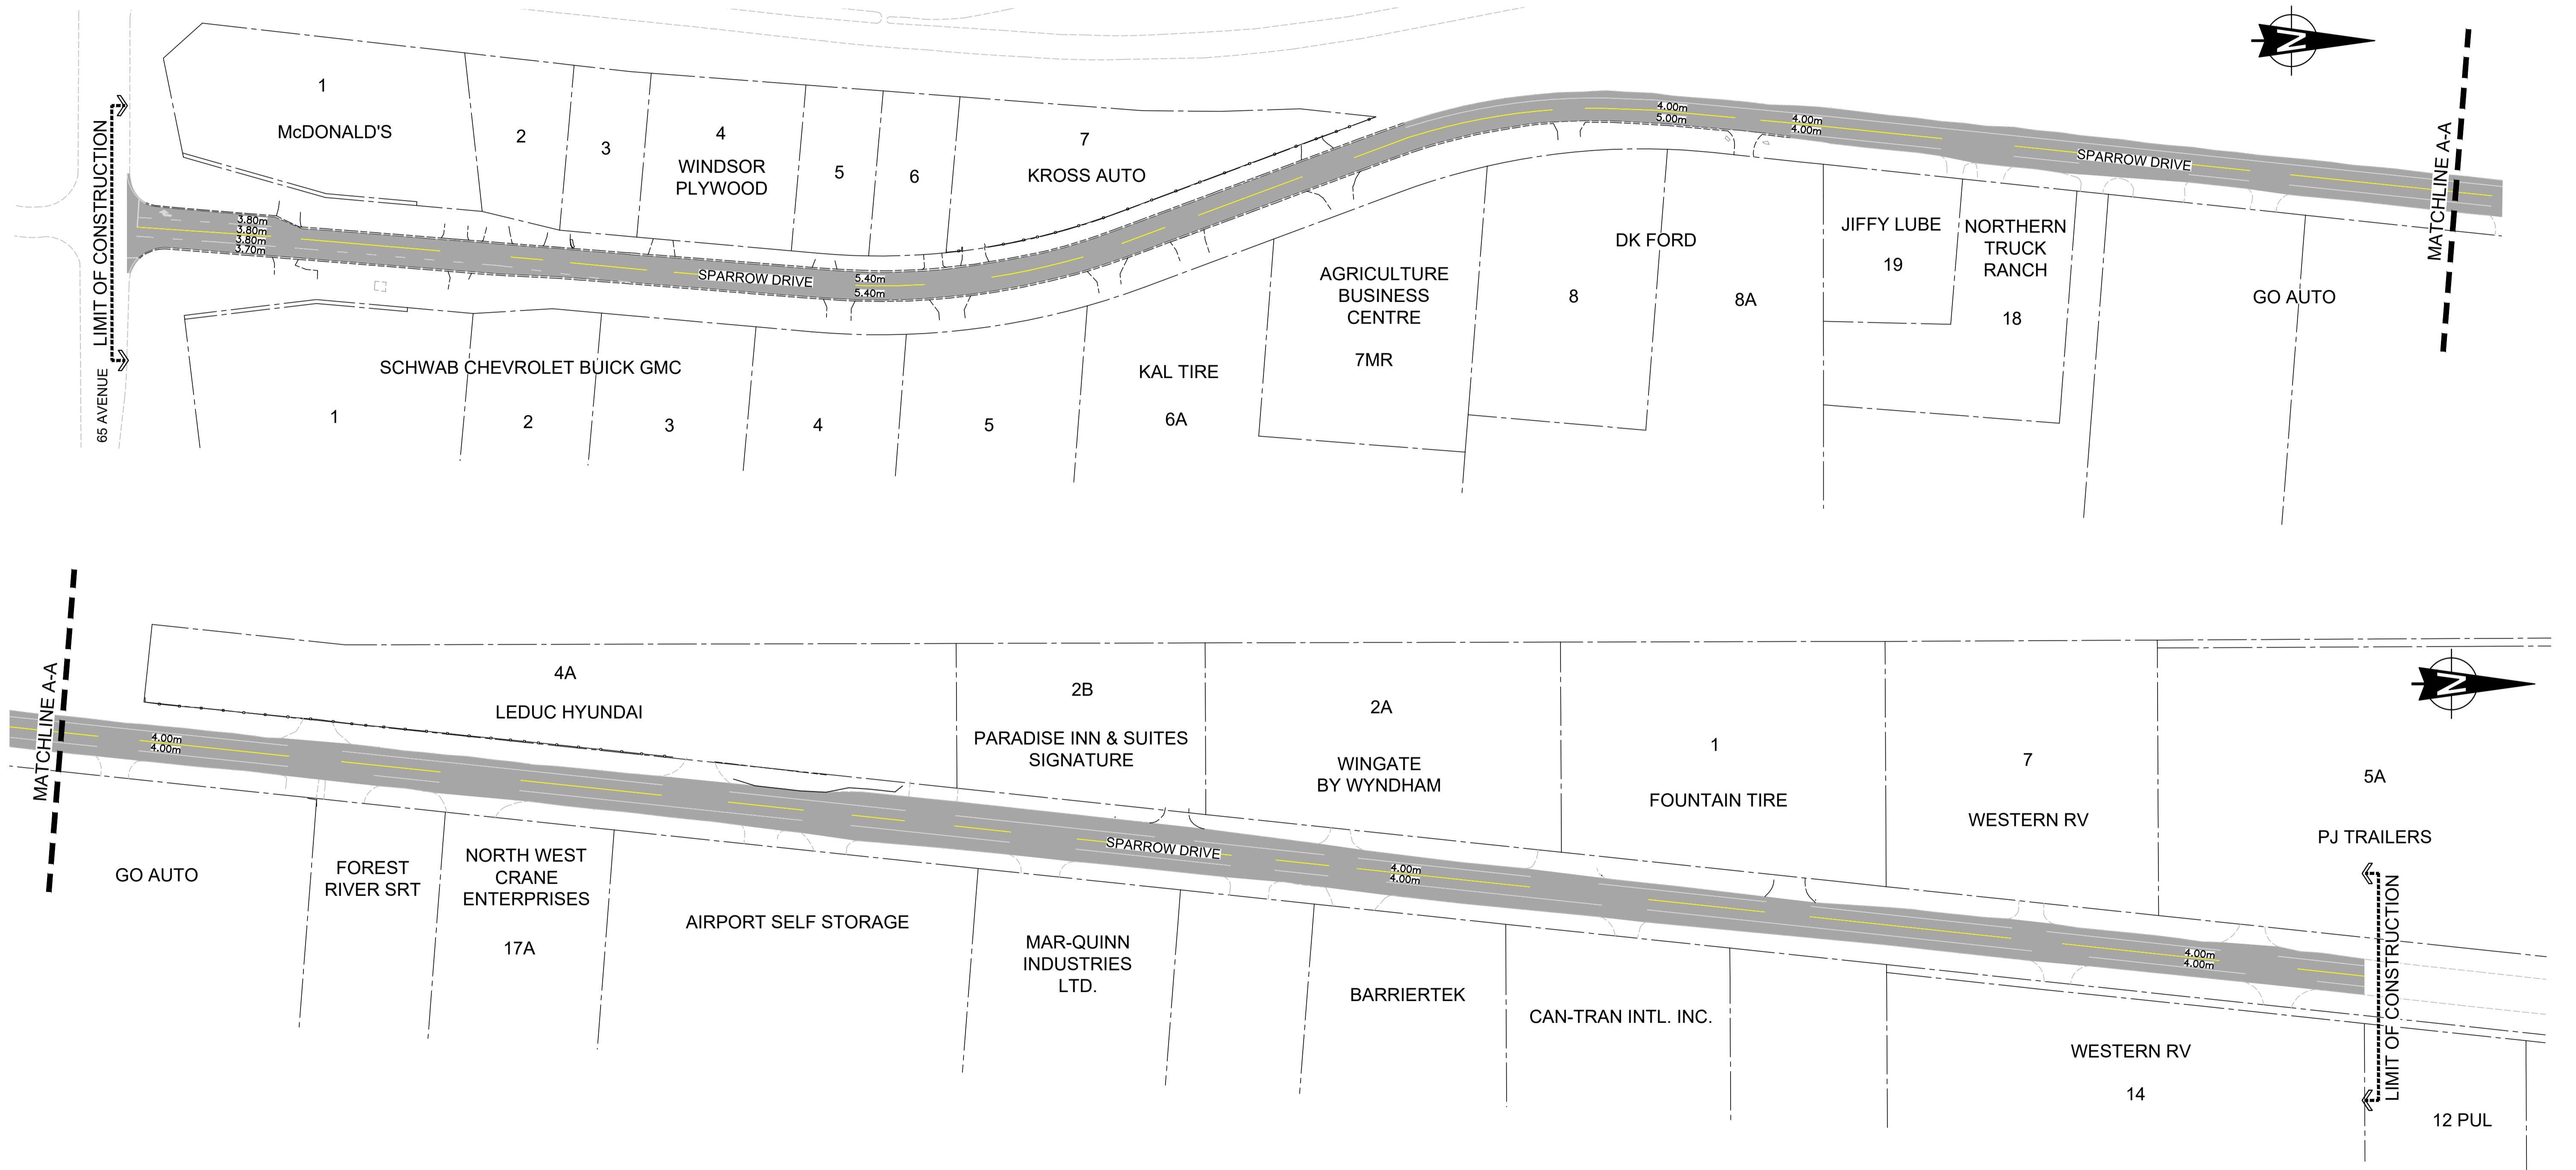 N
MATCHLINE A-A
LIMIT OF CONSTRUCTION
65 AVENUE
1
McDONALD'S
2
3
4
WINDSOR
PLYWOOD
5
6
7
KROSS AUTO
3.80m
3.80m
3.80m
3.70m
SPARROW DRIVE
5.40m
5.40m
4.00m
5.00m
4.00m
4.00m
SPARROW DRIVE
SCHWAB CHEVROLET BUICK GMC
1
2
3
4
5
KAL TIRE
6A
AGRICULTURE
BUSINESS
CENTRE
7MR
DK FORD
8
8A
JIFFY LUBE
19
NORTHERN
TRUCK
RANCH
18
GO AUTO
MATCHLINE A-A
N
4A
LEDUC HYUNDAI
2B
PARADISE INN & SUITES
SIGNATURE
2A
WINGATE
BY WYNDHAM
1
FOUNTAIN TIRE
7
WESTERN RV
5A
PJ TRAILERS
4.00m
4.00m
SPARROW DRIVE
4.00m
4.00m
4.00m
4.00m
LIMIT OF CONSTRUCTION
GO AUTO
FOREST
RIVER SRT
NORTH WEST
CRANE
ENTERPRISES
17A
AIRPORT SELF STORAGE
MAR-QUINN
INDUSTRIES
LTD.
BARRIERTEK
CAN-TRAN INTL. INC.
WESTERN RV
14
12 PUL